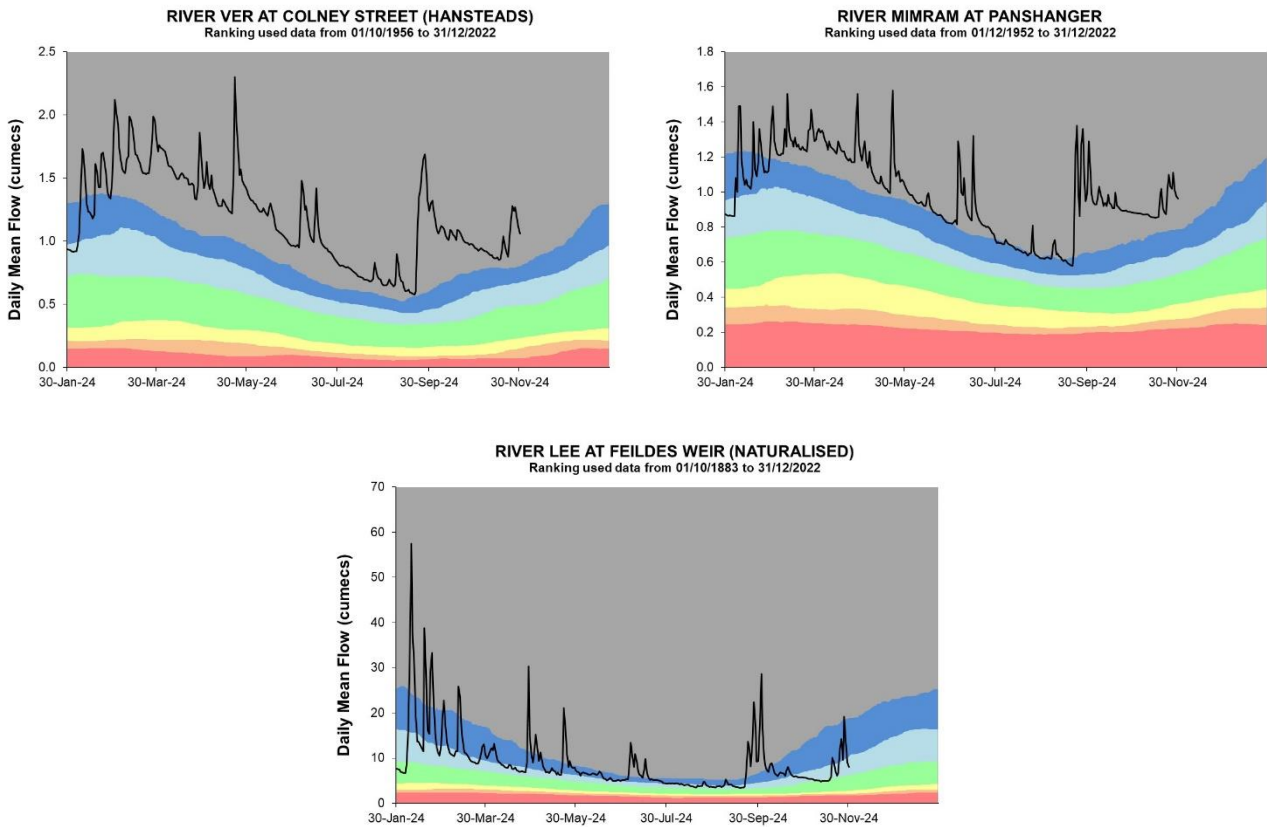 RIVER VER AT COLNEY STREET (HANSTEADS)
Ranking used data from 01/10/1956 to 31/12/2022
Daily Mean Flow (cumecs)
2.5
2.0
1.5
1.0
0.5
0.0
30-Jan-24 30-Mar-24 30-May-24 30-Jul-24 30-Sep-24 30-Nov-24
RIVER MIMRAM AT PANSHANGER
Ranking used data from 01/12/1952 to 31/12/2022
Daily Mean Flow (cumecs)
1.8
1.6
1.4
1.2
1.0
0.8
0.6
0.4
0.2
0.0
30-Jan-24 30-Mar-24 30-May-24 30-Jul-24 30-Sep-24 30-Nov-24
RIVER LEE AT FEILDES WEIR (NATURALISED)
Ranking used data from 01/10/1883 to 31/12/2022
Daily Mean Flow (cumecs)
70
60
50
40
30
20
10
0
30-Jan-24 30-Mar-24 30-May-24 30-Jul-24 30-Sep-24 30-Nov-24